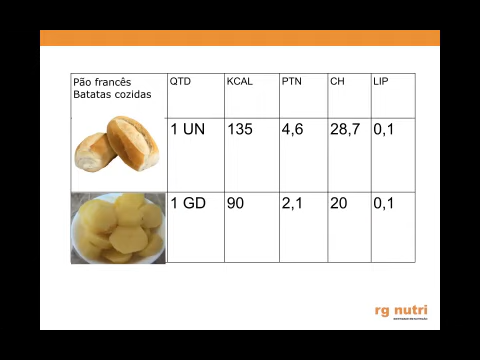 Pão francês
Batatas cozidas
QTD KCAL PTN CH LIP
1 UN 135 4,6 28,7 0,1
1 GD 90 2,1 20 0,1
rg nutri